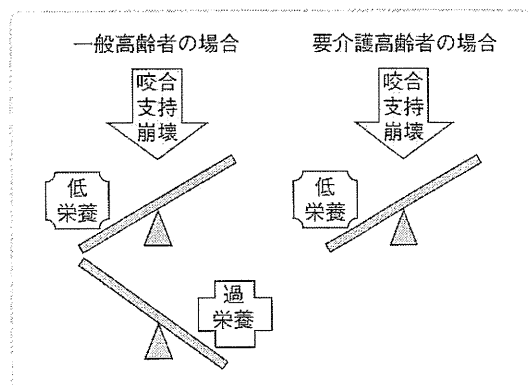 一般高齢者の場合
要介護高齢者の場合
咬合
支持
崩壊
咬合
支持
崩壊
低
栄養
低
栄養
過
栄養